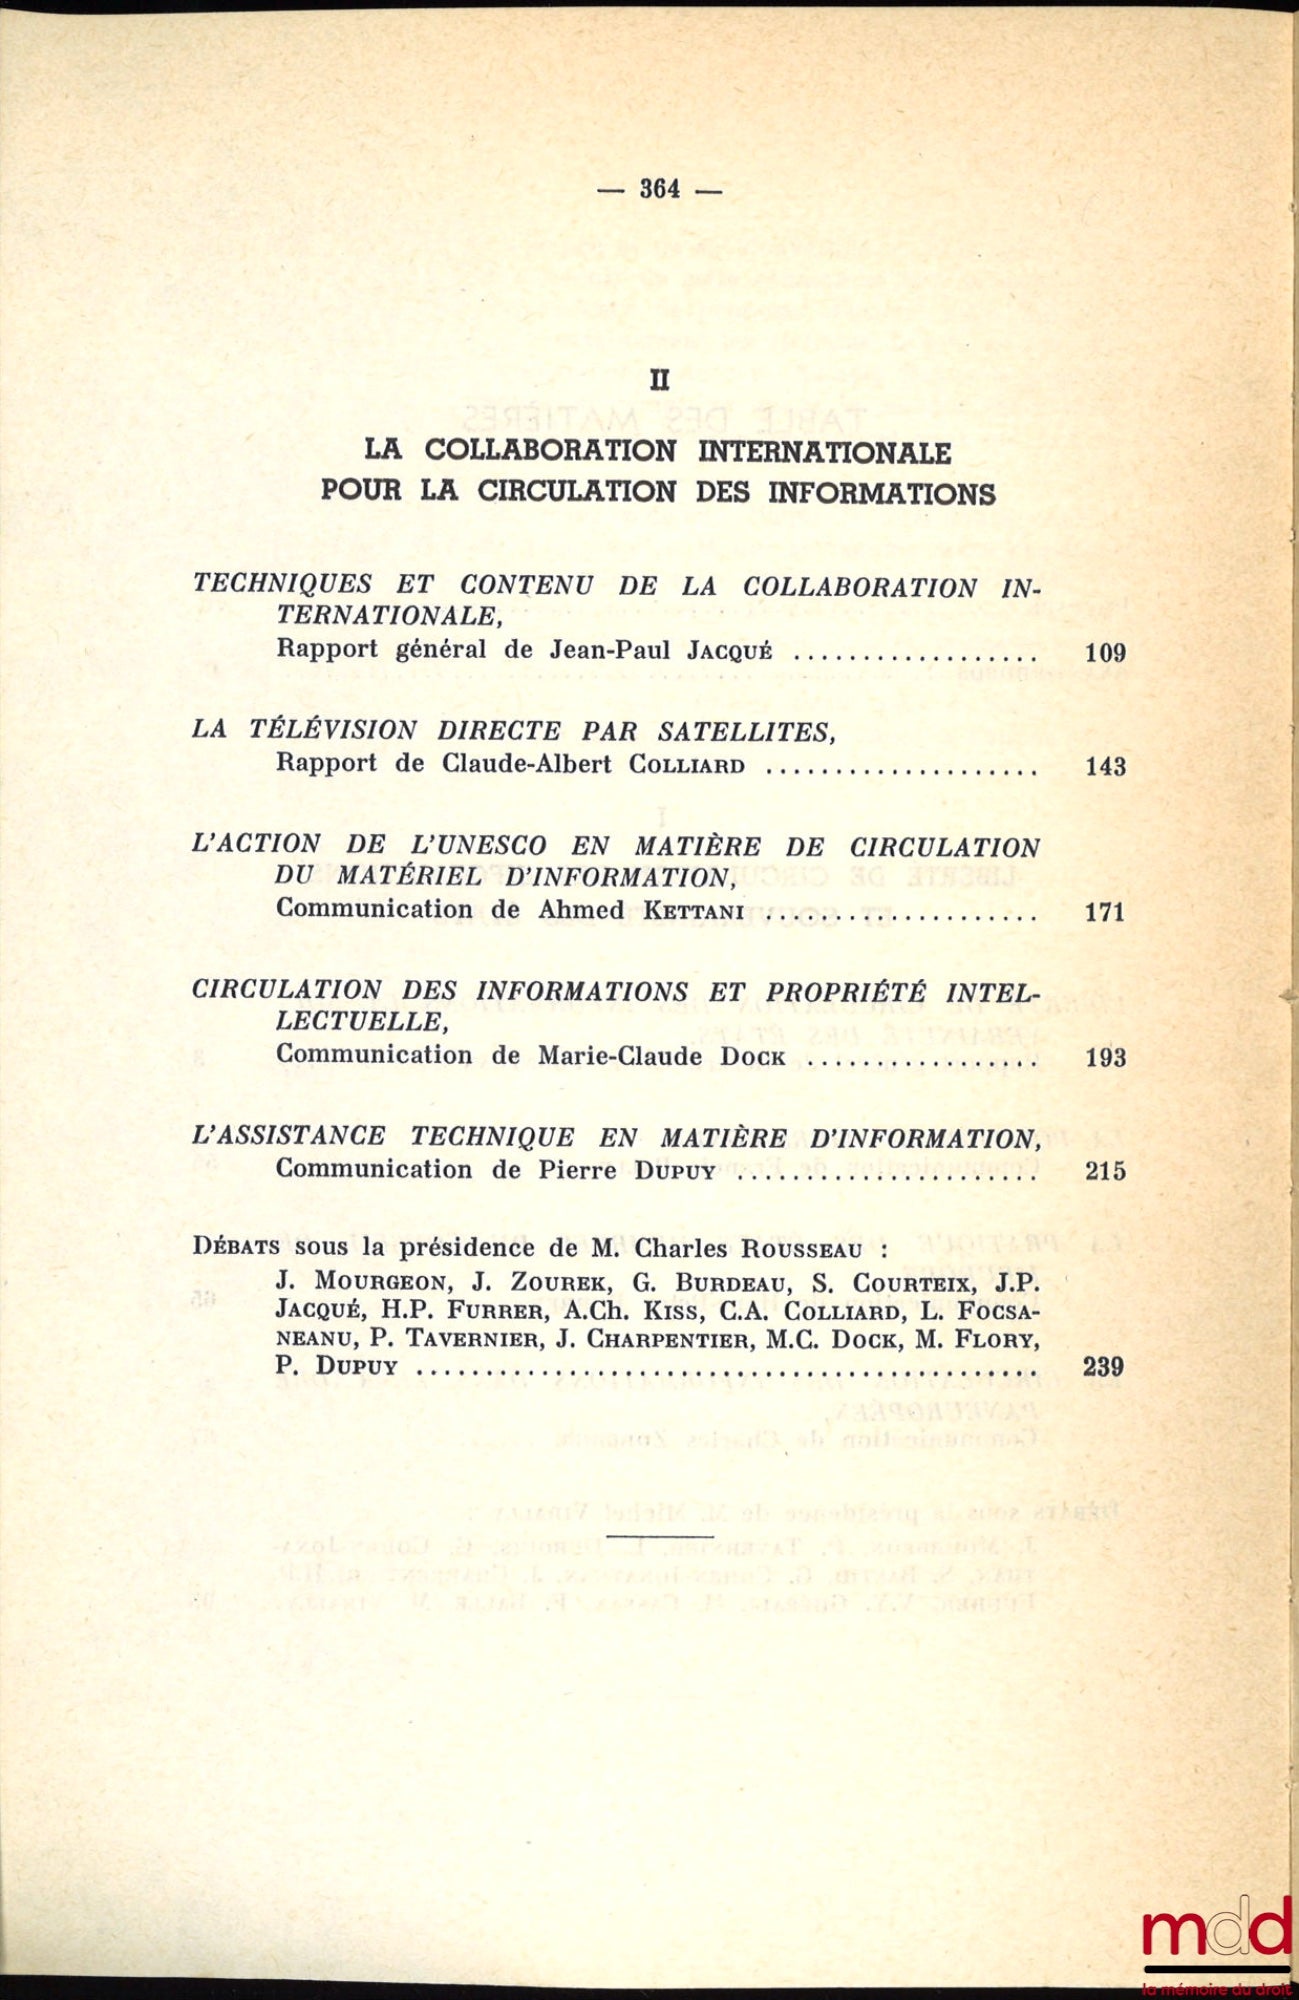 — 364 —
II
LA COLLABORATION INTERNATIONALE
POUR LA CIRCULATION DES INFORMATIONS
TECHNIQUES ET CONTENU DE LA COLLABORATION IN-
TERNATIONALE,
Rapport général de Jean-Paul JACQUÉ ................... 109
LA TÉLÉVISION DIRECTE PAR SATELLITES,
Rapport de Claude-Albert COLLIARD ..................... 143
L'ACTION DE L'UNESCO EN MATIÈRE DE CIRCULATION
DU MATÉRIEL D'INFORMATION,
Communication de Ahmed KETTANI ..................... 171
CIRCULATION DES INFORMATIONS ET PROPRIÉTÉ INTEL-
LECTUELLE,
Communication de Marie-Claude DOCK .................. 193
L'ASSISTANCE TECHNIQUE EN MATIÈRE D'INFORMATION,
Communication de Pierre DUPUY ....................... 215
DÉBATS sous la présidence de M. Charles ROUSSEAU :
J. MOURGEON, J. ZOUREK, G. BURDEAU, S. COURTEIX, J.P.
JACQUÉ, H.P. FURRER, A.Ch. KISS, C.A. COLLIARD, L. FOCSA-
NEANU, P. TAVERNIER, J. CHARPENTIER, M.C. DOCK, M. FLORY,
P. DUPUY ............................................... 239
mdd
la mémoire du droit